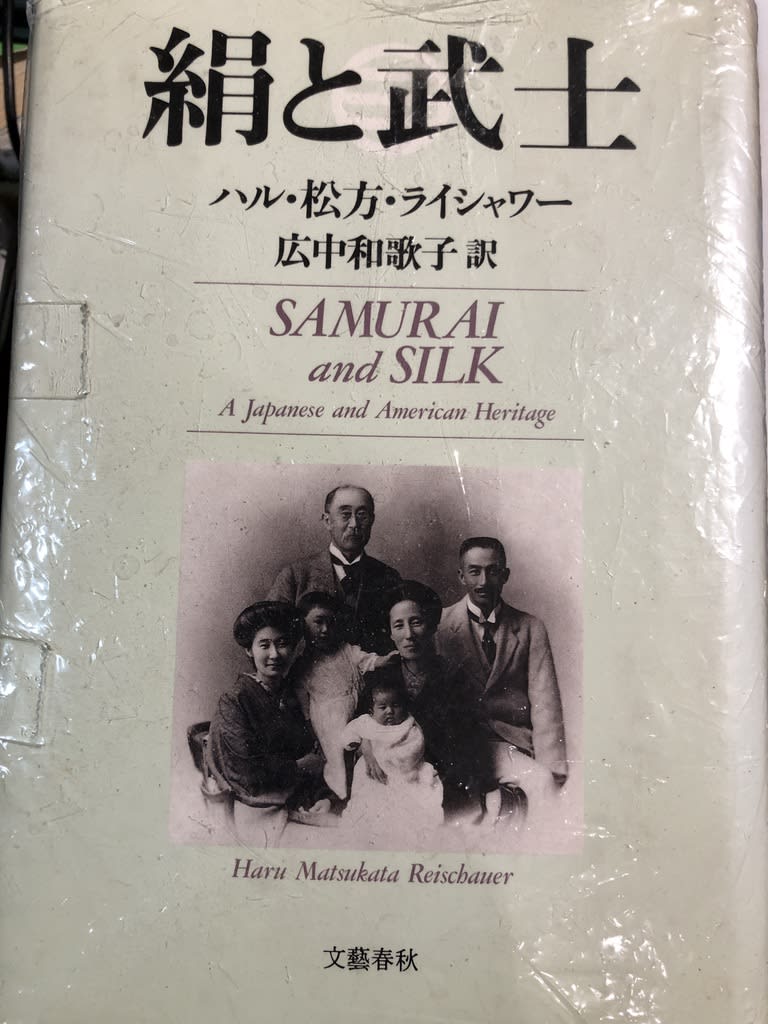 絹と武士
ハル・松方・ライシャワー
広中和歌子 訳
SAMURAI
and SILK
A Japanese and American Heritage
Haru Matsukata Reischauer
文藝春秋